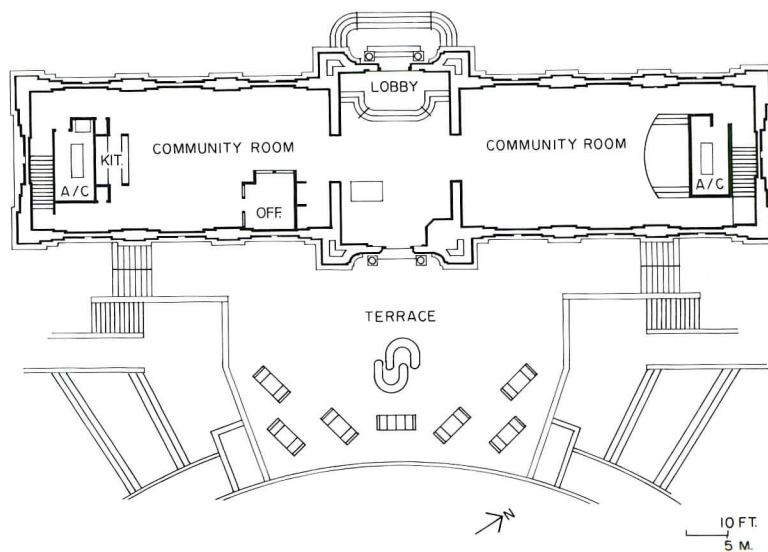 LOBBY
COMMUNITY ROOM
COMMUNITY ROOM
KIT.
A/C
A/C
OFF.
TERRACE
N
10 FT.
5 M.